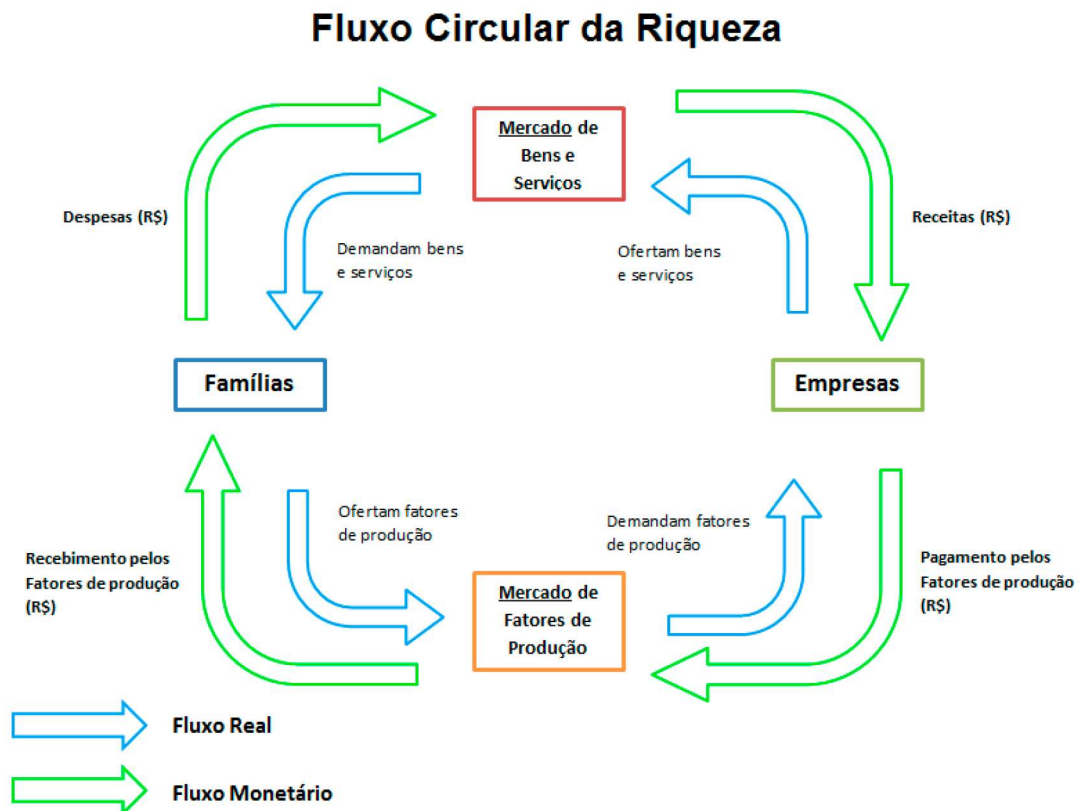 Fluxo Circular da Riqueza
Mercado de
Bens e
Serviços
Despesas (R$)
Receitas (R$)
Demandam bens
e serviços
Ofertam bens
e serviços
Famílias
Empresas
Ofertam fatores
de produção
Demandam fatores
de produção
Recebimento pelos
Fatores de produção
(R$)
Mercado de
Fatores de
Produção
Pagamento pelos
Fatores de produção
(R$)
Fluxo Real
Fluxo Monetário